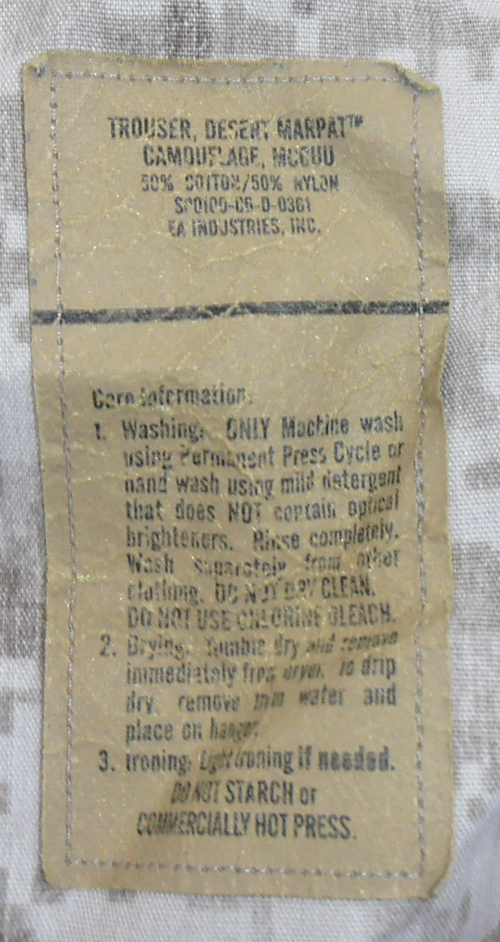 TROUSER, DESERT MARPAT™
CAMOUFLAGE, MCCUU
50% COTTON/50% NYLON
SP0100-05-D-0361
EA INDUSTRIES, INC.
Care Information:
1. Washing: ONLY Machine wash
using Permanent Press Cycle or
hand wash using mild detergent
that does NOT contain optical
brighteners. Rinse completely.
Wash separately from other
clothing. DO NOT DRY CLEAN.
DO NOT USE CHLORINE BLEACH.
2. Drying: Tumble dry and remove
immediately from dryer. To drip
dry, remove from water and
place on hanger.
3. Ironing: Light ironing if needed.
DO NOT STARCH or
COMMERCIALLY HOT PRESS.